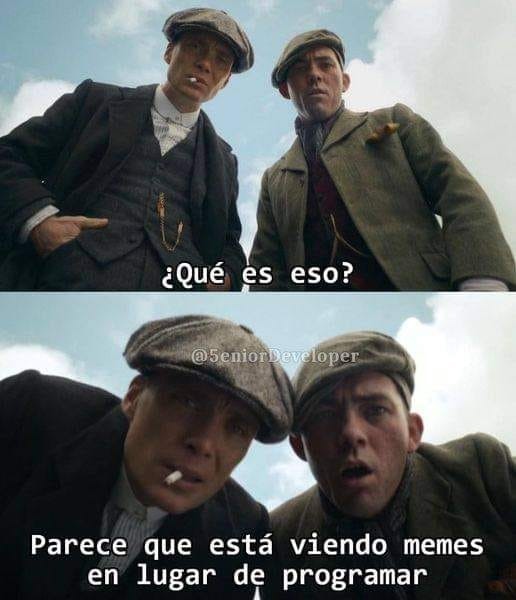 ¿Qué es eso?
@5eniorDeveloper
Parece que está viendo memes
en lugar de programar